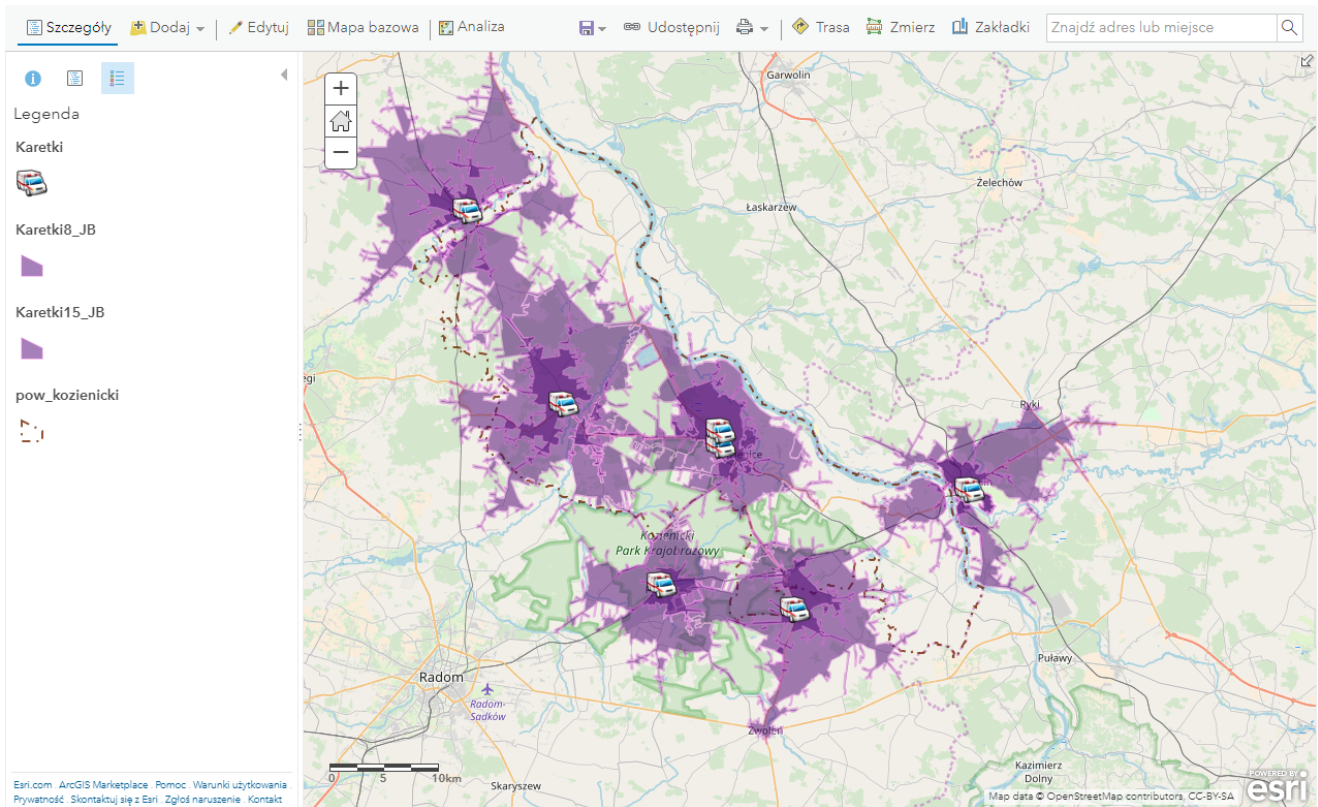 Szczegóły Dodaj Edytuj Mapa bazowa Analiza Udostępnij Trasa Zmierz Zakładki Znajdź adres lub miejsce
Legenda
Karetki
Karetki8_JB
Karetki15_JB
pow_kozienicki
Esri.com . ArcGIS Marketplace . Pomoc . Warunki użytkowania .
Prywatność . Skontaktuj się z Esri . Zgłoś naruszenie . Kontakt
+
−
Garwolin
Żelechów
Łaskarzew
Ryki
Kozienicki
Park Krajobrazowy
Puławy
Radom
Radom-
Sadków
Zwoleń
Kazimierz
Dolny
Skaryszew
0 5 10km
Map data © OpenStreetMap contributors, CC-BY-SA
POWERED BY
esri